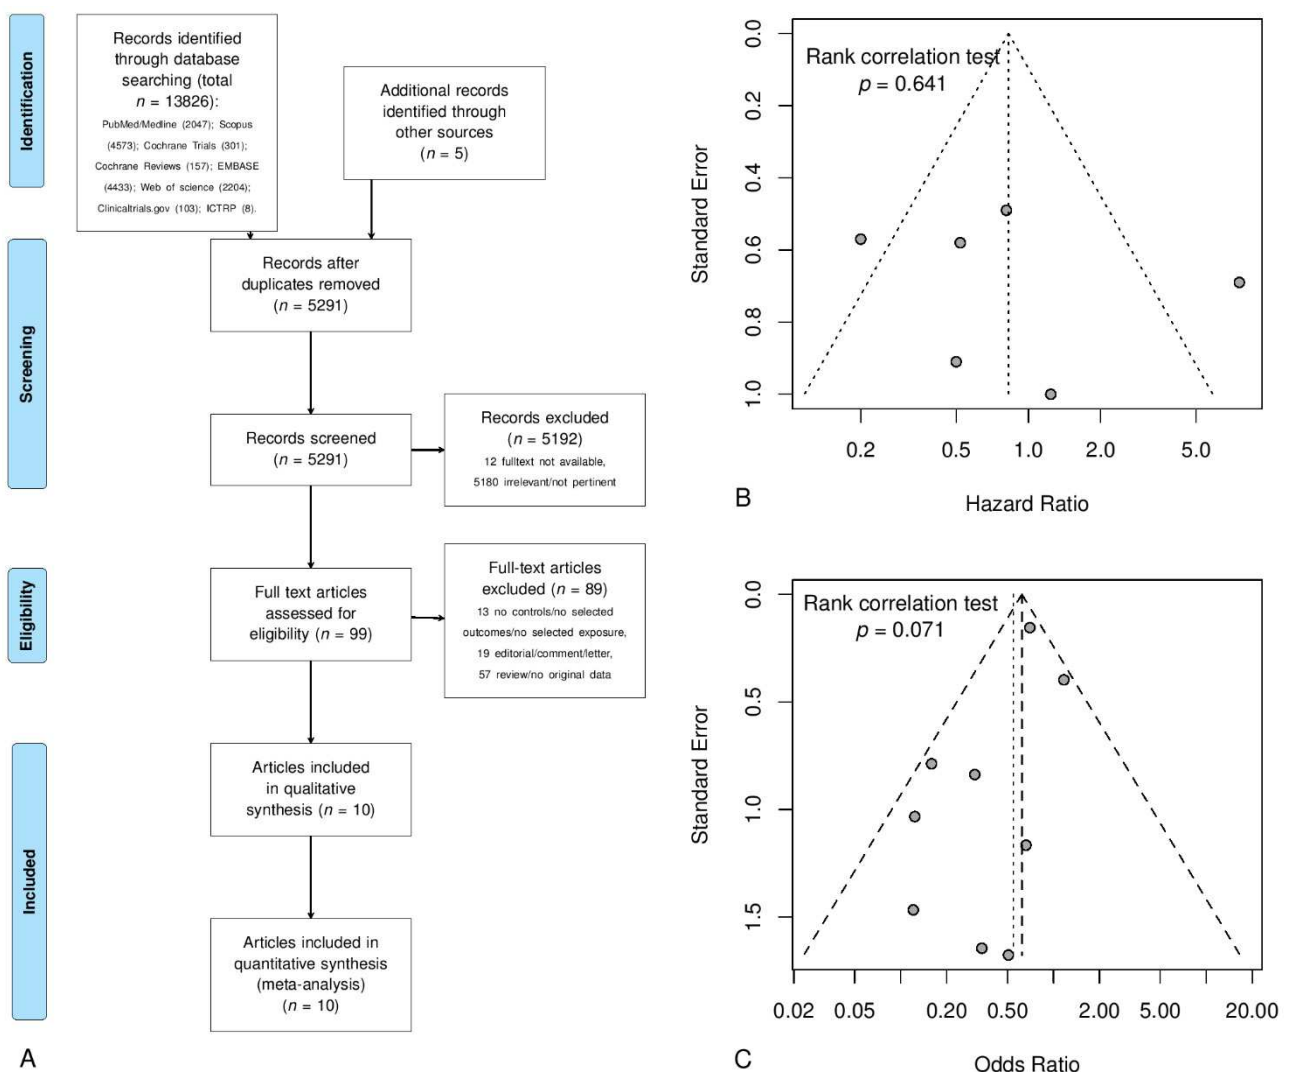 Identification
Records identified
through database
searching (total
n = 13826):
PubMed/Medline (2047); Scopus
(4573); Cochrane Trials (301);
Cochrane Reviews (157); EMBASE
(4433); Web of science (2204);
Clinicaltrials.gov (103); ICTRP (8).
Additional records
identified through
other sources
(n = 5)
Screening
Records after
duplicates removed
(n = 5291)
Records screened
(n = 5291)
Records excluded
(n = 5192)
12 fulltext not available,
5180 irrelevant/not pertinent
Eligibility
Full text articles
assessed for
eligibility (n = 99)
Full-text articles
excluded (n = 89)
13 no controls/no selected
outcomes/no selected exposure,
19 editorial/comment/letter,
57 review/no original data
Included
Articles included
in qualitative
synthesis (n = 10)
Articles included in
quantitative synthesis
(meta-analysis)
(n = 10)
A
Rank correlation test
p = 0.641
Standard Error
0.0
0.2
0.4
0.6
0.8
1.0
0.2 0.5 1.0 2.0 5.0
Hazard Ratio
B
Rank correlation test
p = 0.071
Standard Error
0.0
0.5
1.0
1.5
0.02 0.05 0.20 0.50 2.00 5.00 20.00
Odds Ratio
C